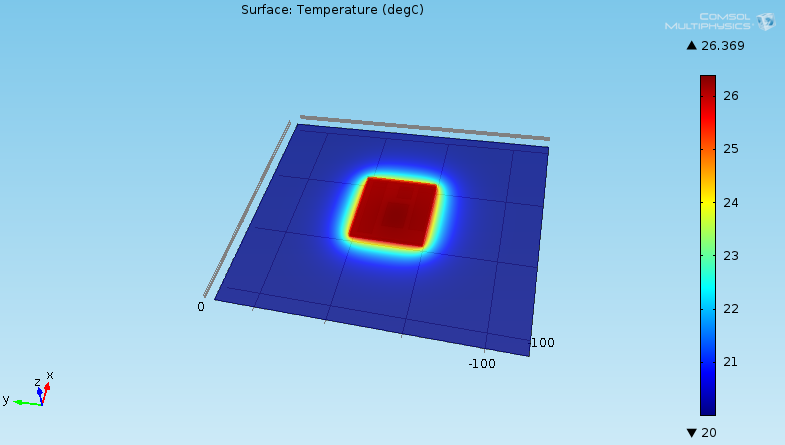 Surface: Temperature (degC)
COMSOL
MULTIPHYSICS
▲ 26.369
26
25
24
23
22
21
▼ 20
0
-100
100
y
z
x